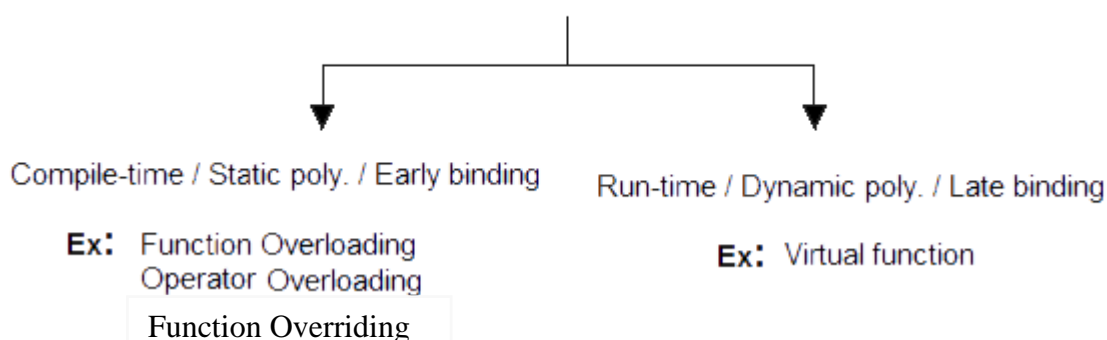 Compile-time / Static poly. / Early binding
Run-time / Dynamic poly. / Late binding
Ex: Function Overloading
Operator Overloading
Function Overriding
Ex: Virtual function